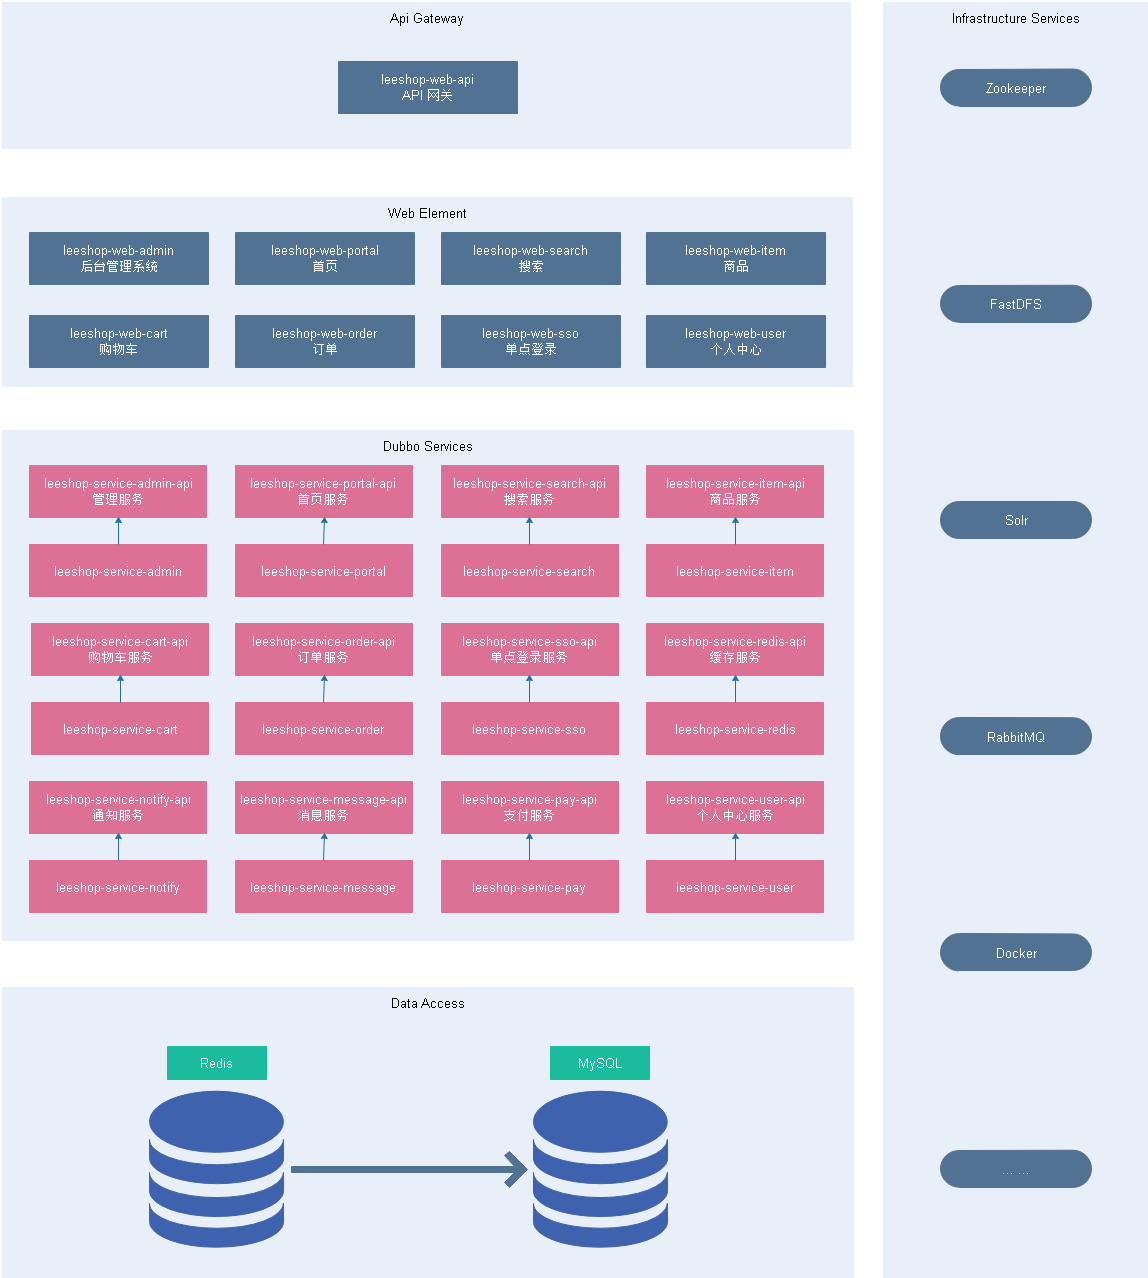 Api Gateway
leeshop-web-api
API 网关
Web Element
leeshop-web-admin
后台管理系统
leeshop-web-portal
首页
leeshop-web-search
搜索
leeshop-web-item
商品
leeshop-web-cart
购物车
leeshop-web-order
订单
leeshop-web-sso
单点登录
leeshop-web-user
个人中心
Dubbo Services
leeshop-service-admin-api
管理服务
leeshop-service-portal-api
首页服务
leeshop-service-search-api
搜索服务
leeshop-service-item-api
商品服务
leeshop-service-admin
leeshop-service-portal
leeshop-service-search
leeshop-service-item
leeshop-service-cart-api
购物车服务
leeshop-service-order-api
订单服务
leeshop-service-sso-api
单点登录服务
leeshop-service-redis-api
缓存服务
leeshop-service-cart
leeshop-service-order
leeshop-service-sso
leeshop-service-redis
leeshop-service-notify-api
通知服务
leeshop-service-message-api
消息服务
leeshop-service-pay-api
支付服务
leeshop-service-user-api
个人中心服务
leeshop-service-notify
leeshop-service-message
leeshop-service-pay
leeshop-service-user
Data Access
Redis
MySQL
Infrastructure Services
Zookeeper
FastDFS
Solr
RabbitMQ
Docker
... ...